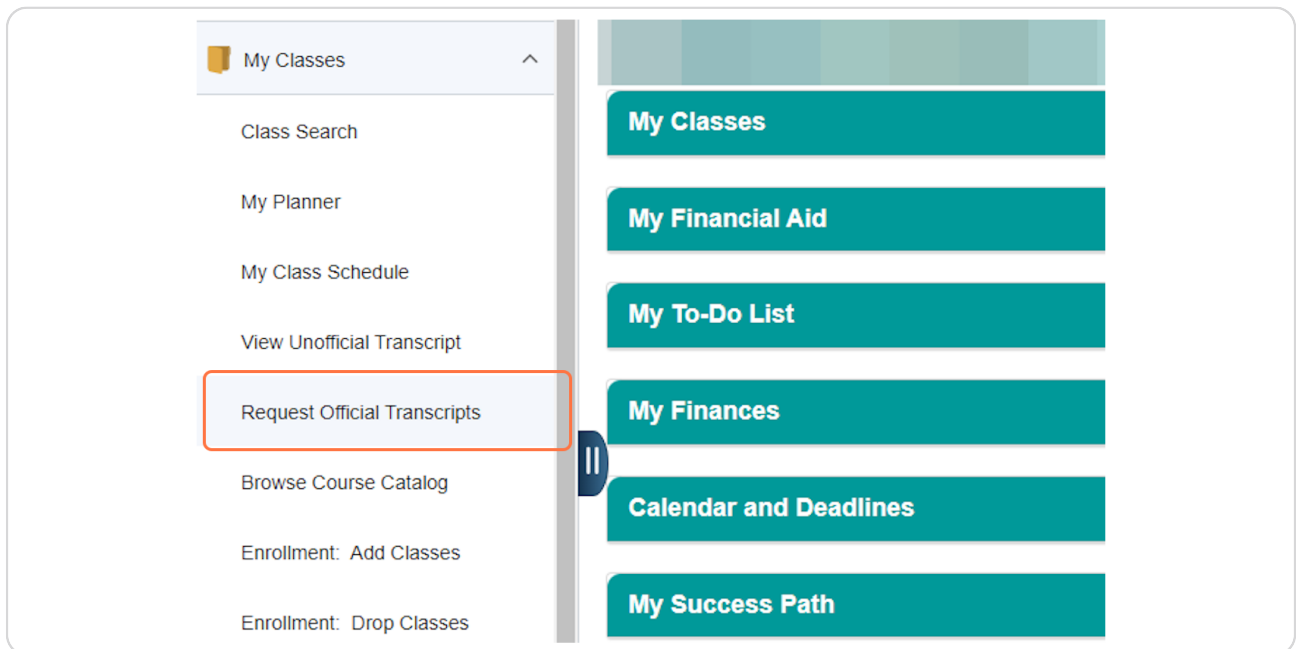 My Classes
Class Search
My Planner
My Class Schedule
View Unofficial Transcript
Request Official Transcripts
Browse Course Catalog
Enrollment:  Add Classes
Enrollment:  Drop Classes
My Classes
My Financial Aid
My To-Do List
My Finances
Calendar and Deadlines
My Success Path